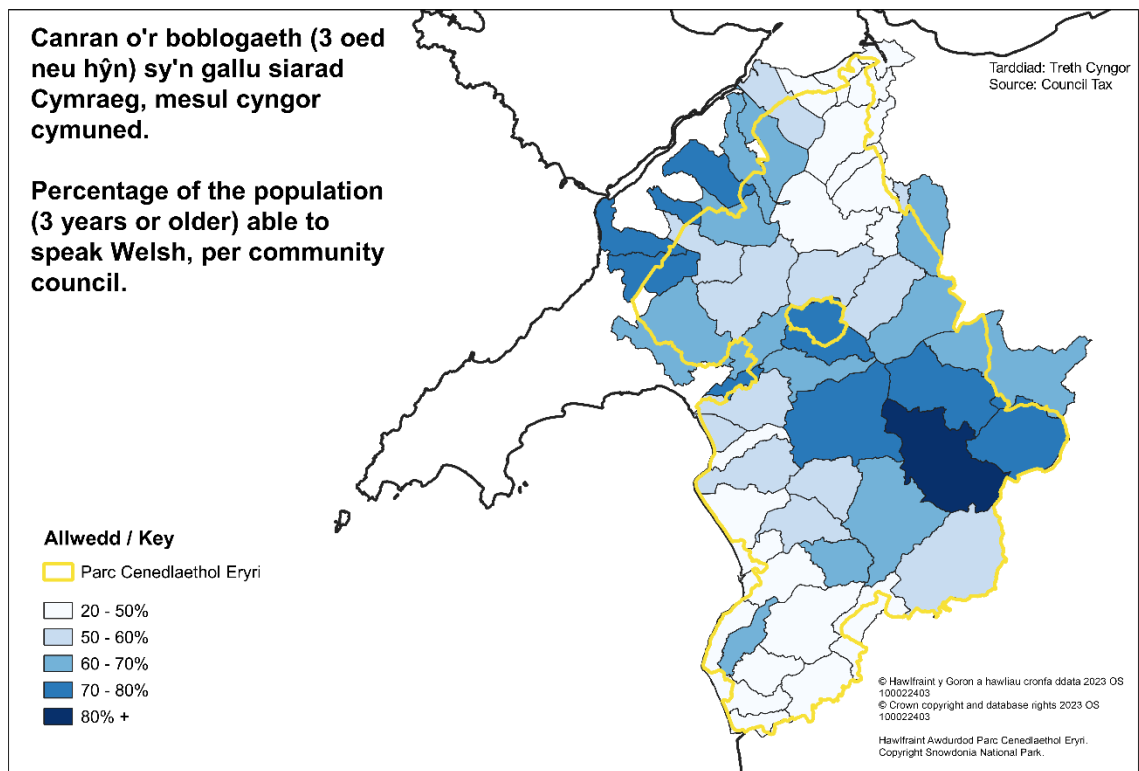 Canran o'r boblogaeth (3 oed
neu hŷn) sy'n gallu siarad
Cymraeg, mesul cyngor
cymuned.
Percentage of the population
(3 years or older) able to
speak Welsh, per community
council.
Tarddiad: Treth Cyngor
Source: Council Tax
Allwedd / Key
Parc Cenedlaethol Eryri
20 - 50%
50 - 60%
60 - 70%
70 - 80%
80% +
© Hawlfraint y Goron a hawliau cronfa ddata 2023 OS
100022403
© Crown copyright and database rights 2023 OS
100022403
Hawlfraint Awdurdod Parc Cenedlaethol Eryri.
Copyright Snowdonia National Park.